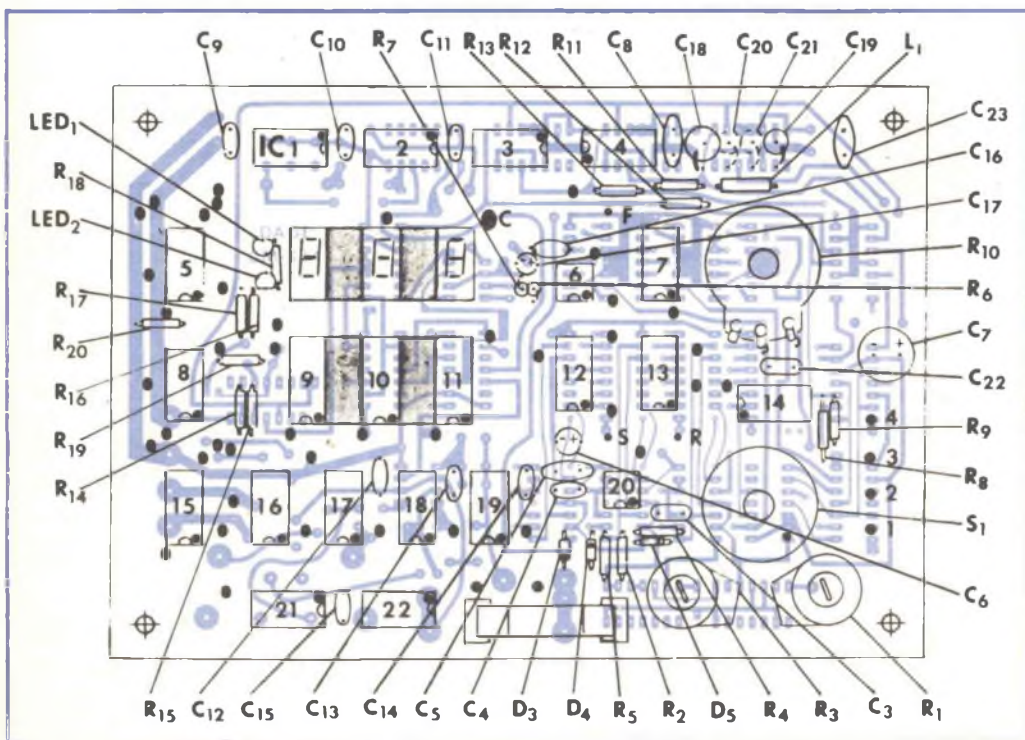 C9 C10 R7 C11 R13 R12 R11 C8 C18 C20 C21 C19 L1
C23
LED1
IC1 2 3 4
R18
C16
LED2
C F
C17
5 6 7
R10
R17
R6
R20
C7
R16
8 9 10 11 12 13
C22
14
R19
4
R9
S R
3
R14
R8
15 16 17 18 19 20
2
S1
1
C6
21 22
R15 C12 C15 C13 C14 C5 C4 D3 D4 R5 R2 D5 R4 R3 C3 R1